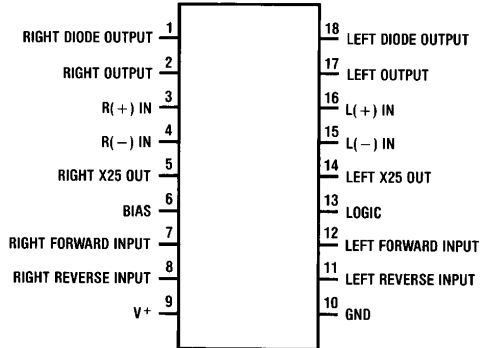 RIGHT DIODE OUTPUT 1
RIGHT OUTPUT 2
R(+) IN 3
R(−) IN 4
RIGHT X25 OUT 5
BIAS 6
RIGHT FORWARD INPUT 7
RIGHT REVERSE INPUT 8
V+ 9
18 LEFT DIODE OUTPUT
17 LEFT OUTPUT
16 L(+) IN
15 L(−) IN
14 LEFT X25 OUT
13 LOGIC
12 LEFT FORWARD INPUT
11 LEFT REVERSE INPUT
10 GND